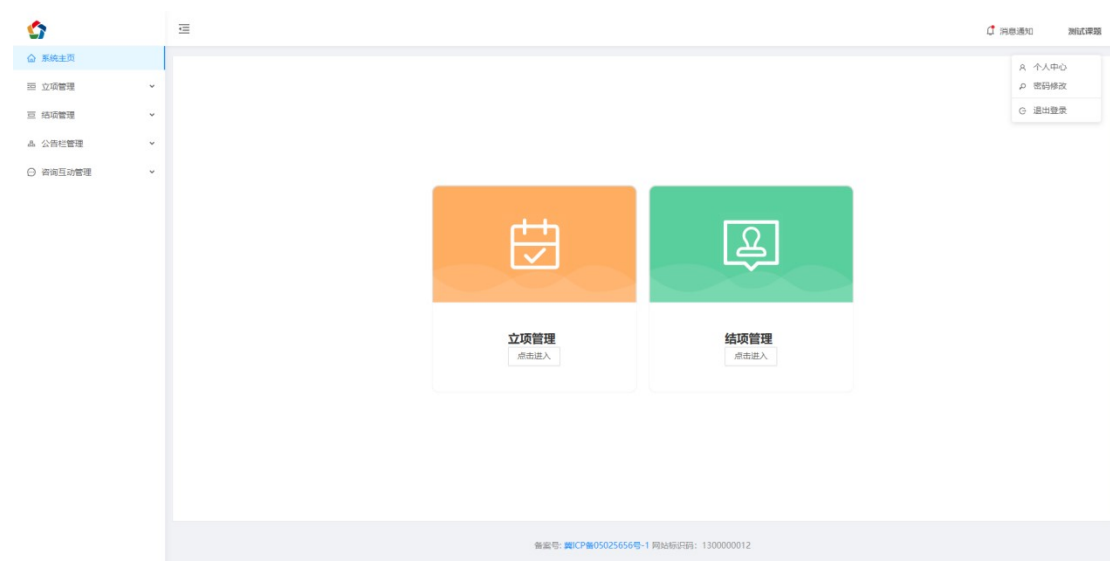 消息通知
测试课题
系统主页
立项管理
结项管理
公告栏管理
咨询互动管理
个人中心
密码修改
退出登录
立项管理
点击进入
结项管理
点击进入
备案号: 冀ICP备05025656号-1 网站标识码：1300000012